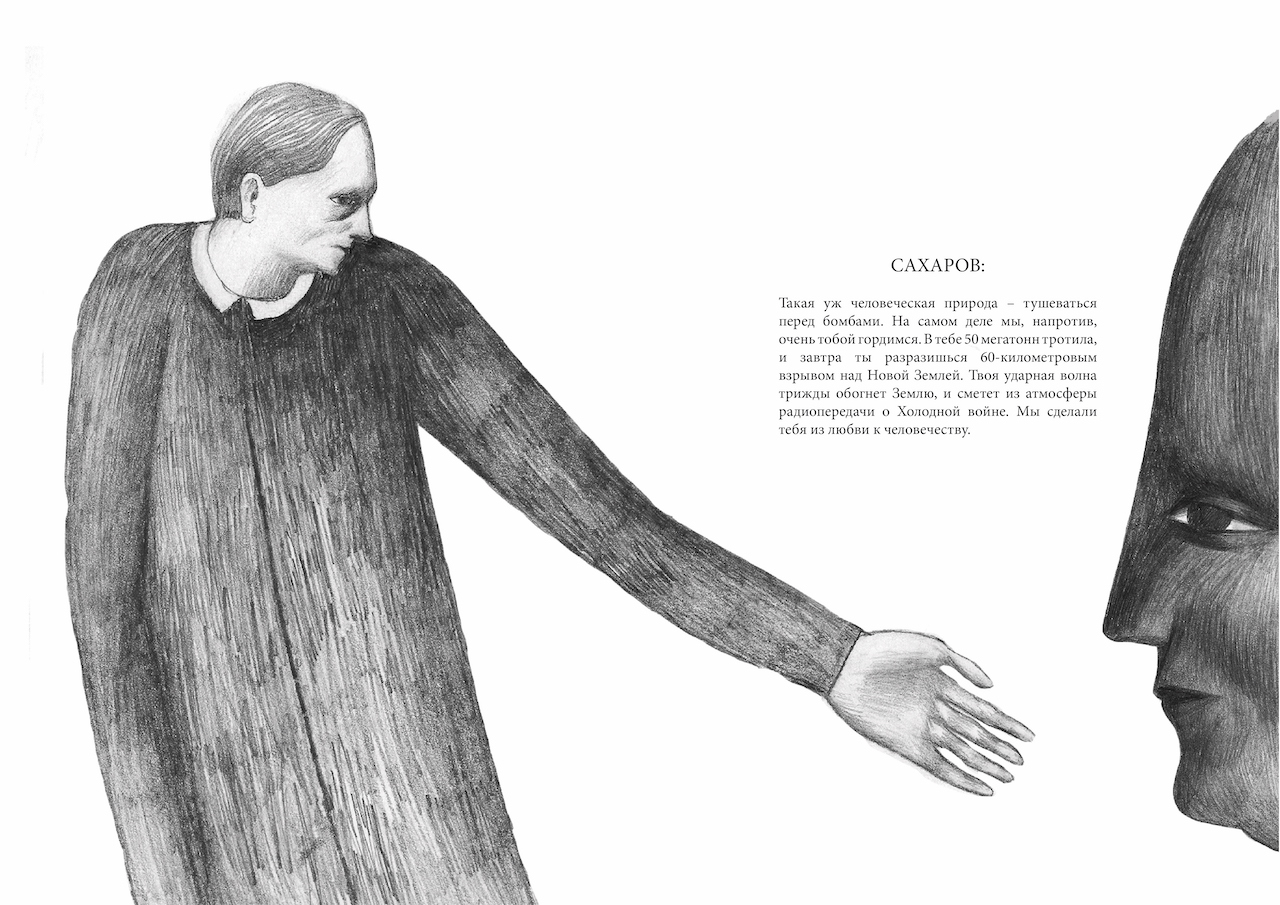 САХАРОВ:
Такая уж человеческая природа – тушеваться
перед бомбами. На самом деле мы, напротив,
очень тобой гордимся. В тебе 50 мегатонн тротила,
и завтра ты разразишься 60-километровым
взрывом над Новой Землей. Твоя ударная волна
трижды обогнет Землю, и сметет из атмосферы
радиопередачи о Холодной войне. Мы сделали
тебя из любви к человечеству.